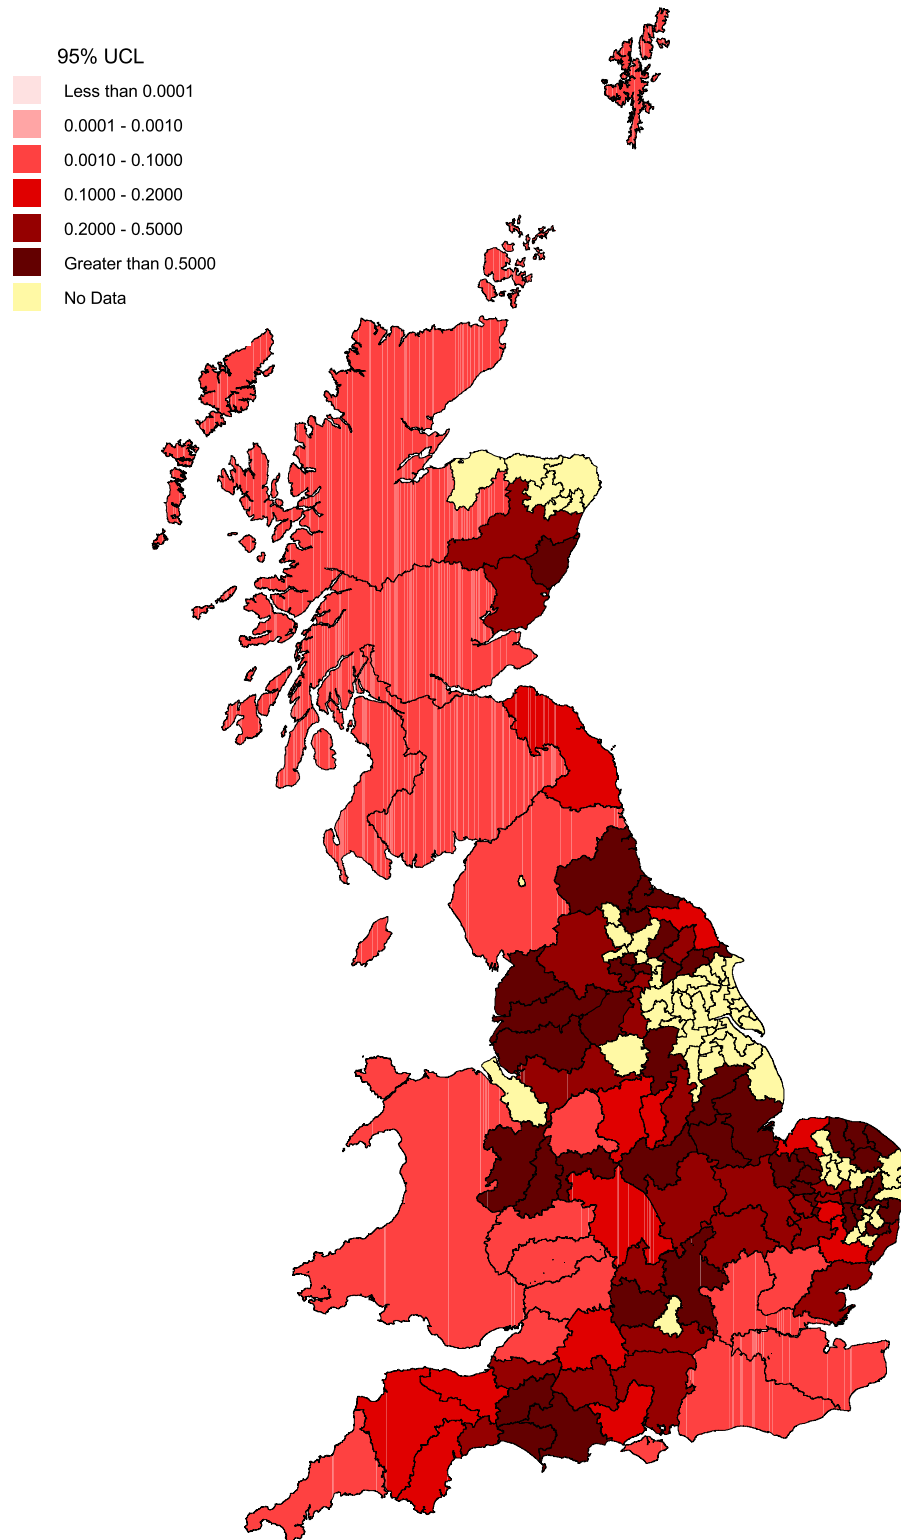 95% UCL
Less than 0.0001
0.0001 - 0.0010
0.0010 - 0.1000
0.1000 - 0.2000
0.2000 - 0.5000
Greater than 0.5000
No Data